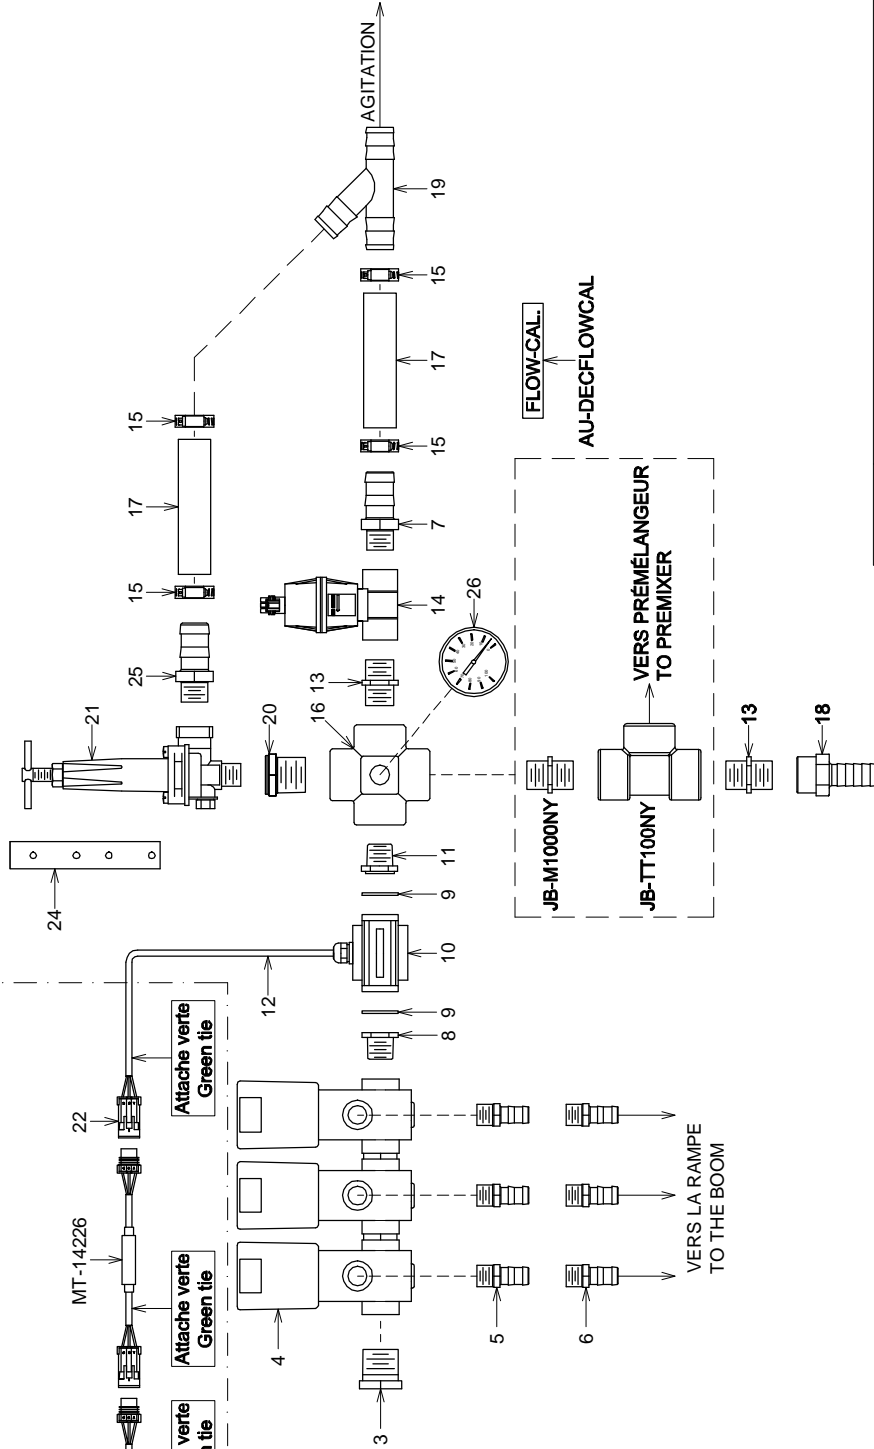 AGITATION
19
15
15
17
17
15
15
7
25
14
26
13
16
21
20
24
11
9
10
12
9
8
22
FLOW-CAL.
AU-DECFLOWCAL
VERS PRÉMÉLANGEUR
TO PREMIXER
JB-M1000NY
JB-TT100NY
13
18
Attache verte
Green tie
MT-14226
Attache verte
Green tie
verte
tie
4
3
5
6
VERS LA RAMPE
TO THE BOOM